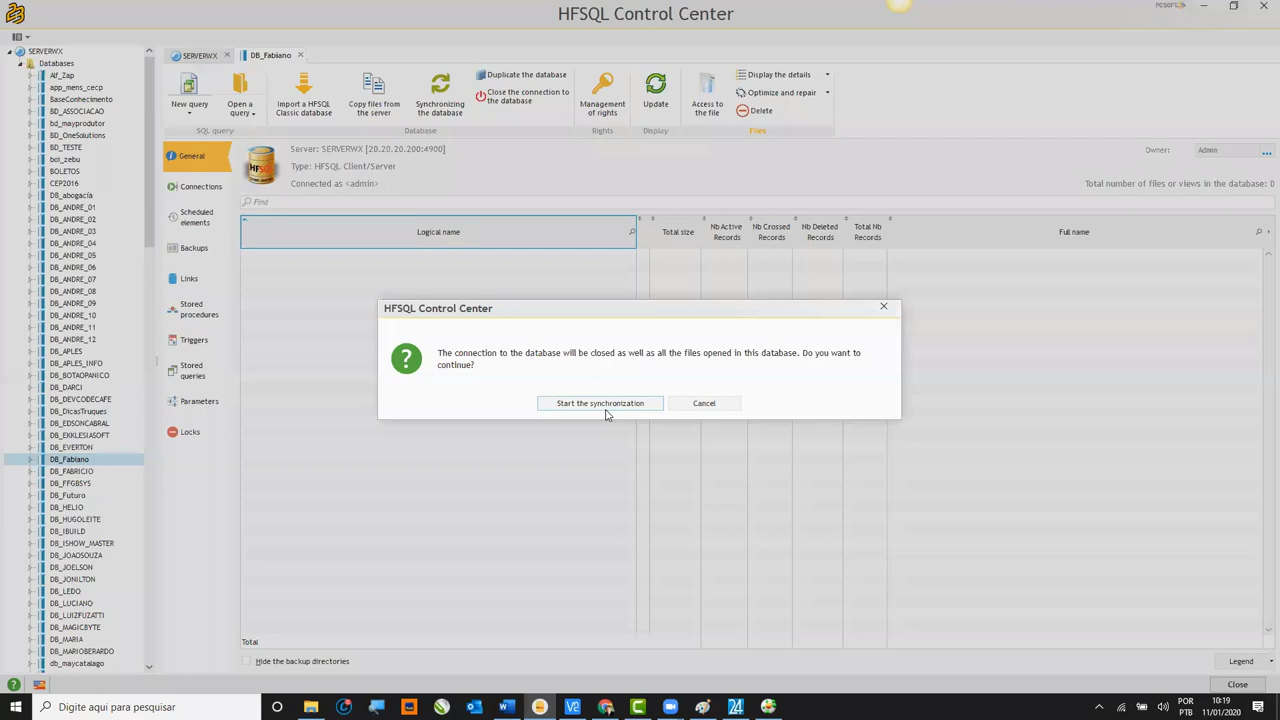 HFSQL Control Center
PCSOFT
SERVERWX
Databases
Alf_Zap
app_mens_cecp
BaseConhecimento
BD_ASSOCIACAO
bd_mayprodutor
BD_OneSolutions
BD_TESTE
boi_zebu
BOLETOS
CEP2016
DB_abogacía
DB_ANDRE_01
DB_ANDRE_02
DB_ANDRE_03
DB_ANDRE_04
DB_ANDRE_05
DB_ANDRE_06
DB_ANDRE_07
DB_ANDRE_08
DB_ANDRE_09
DB_ANDRE_10
DB_ANDRE_11
DB_ANDRE_12
DB_APLES
DB_APLES_INFO
DB_BOTAOPANICO
DB_DARCI
DB_DEVCODECAFE
DB_DicasTruques
DB_EDSONCABRAL
DB_EKKLESIASOFT
DB_EVERTON
DB_Fabiano
DB_FABRICIO
DB_FFGBSYS
DB_Futuro
DB_HELIO
DB_HUGOLEITE
DB_IBUILD
DB_ISHOW_MASTER
DB_JOAOSOUZA
DB_JOELSON
DB_JONILTON
DB_LEDO
DB_LUCIANO
DB_LUIZFUZATTI
DB_MAGICBYTE
DB_MARIA
DB_MARIOBERARDO
db_maycatalago
SERVERWX
DB_Fabiano
New query
Open a query
SQL query
Import a HFSQL Classic database
Copy files from the server
Synchronizing the database
Duplicate the database
Close the connection to the database
Database
Management of rights
Rights
Update
Display
Access to the file
Display the details
Optimize and repair
Delete
Files
General
Connections
Scheduled elements
Backups
Links
Stored procedures
Triggers
Stored queries
Parameters
Locks
Server: SERVERWX [20.20.20.200:4900]
Type: HFSQL Client/Server
Connected as <admin>
Owner: Admin
Total number of files or views in the database: 0
Find
Logical name
Total size
Nb Active Records
Nb Crossed Records
Nb Deleted Records
Total Nb Records
Full name
HFSQL Control Center
The connection to the database will be closed as well as all the files opened in this database. Do you want to
continue?
Start the synchronization
Cancel
Total
Hide the backup directories
Legend
Close
Digite aqui para pesquisar
POR
PTB
10:19
11/01/2020